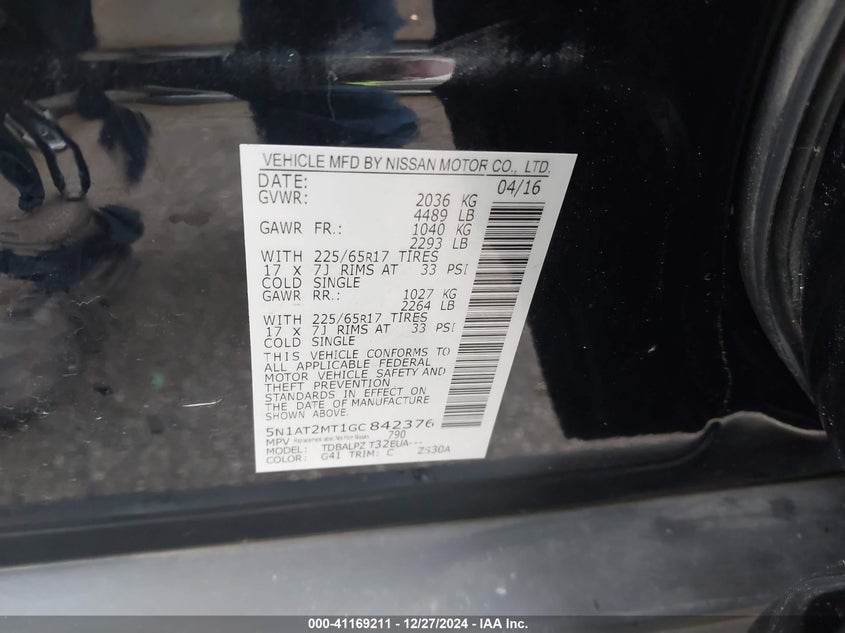 VEHICLE MFD BY NISSAN MOTOR CO., LTD.
DATE: 04/16
GVWR: 2036 KG
4489 LB
GAWR FR.: 1040 KG
2293 LB
WITH 225/65R17 TIRES
17 X 7J RIMS AT 33 PSI
COLD SINGLE
GAWR RR.: 1027 KG
2264 LB
WITH 225/65R17 TIRES
17 X 7J RIMS AT 33 PSI
COLD SINGLE
THIS VEHICLE CONFORMS TO
ALL APPLICABLE FEDERAL
MOTOR VEHICLE SAFETY AND
THEFT PREVENTION
STANDARDS IN EFFECT ON
THE DATE OF MANUFACTURE
SHOWN ABOVE.
5N1AT2MT1GC842376
MPV Replacement label 790
MODEL: TDBALPZ T32EUA---
COLOR: G41 TRIM: C ZS30A
000-41169211 - 12/27/2024 - IAA Inc.